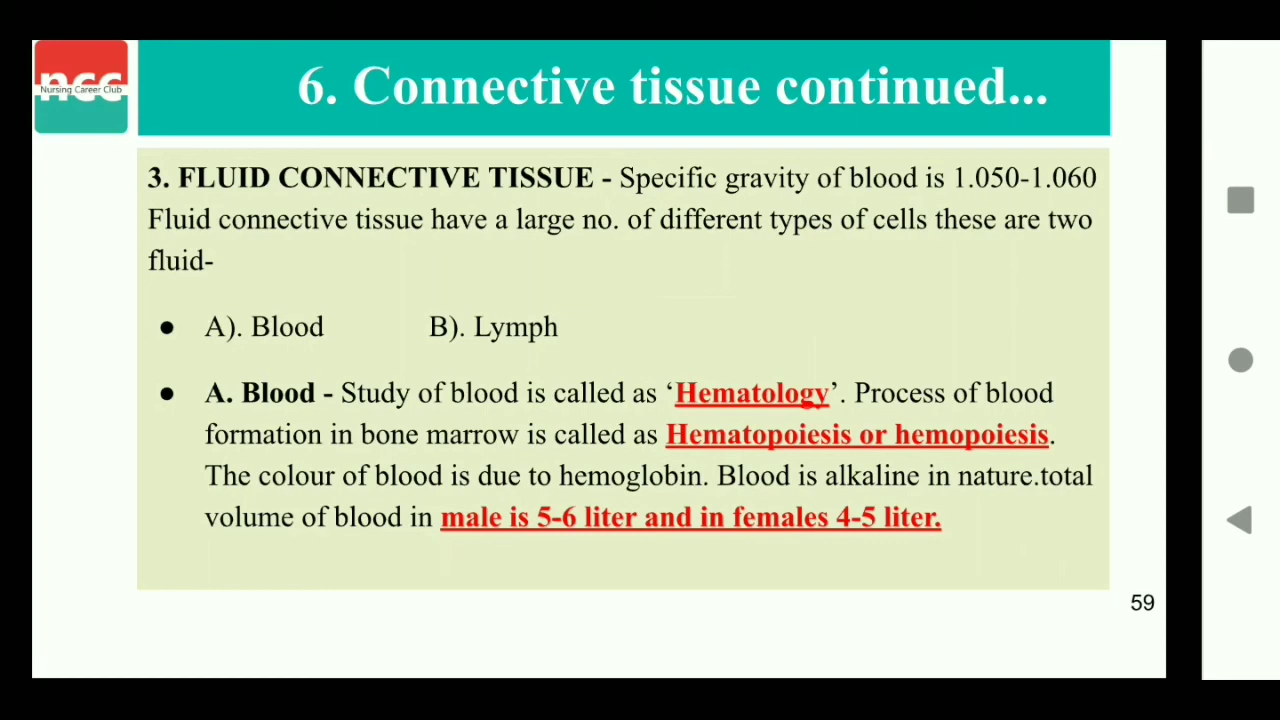 ncc
Nursing Career Club
6. Connective tissue continued...
3. FLUID CONNECTIVE TISSUE - Specific gravity of blood is 1.050-1.060
Fluid connective tissue have a large no. of different types of cells these are two
fluid-
● A). Blood B). Lymph
● A. Blood - Study of blood is called as ‘Hematology’. Process of blood
formation in bone marrow is called as Hematopoiesis or hemopoiesis.
The colour of blood is due to hemoglobin. Blood is alkaline in nature.total
volume of blood in male is 5-6 liter and in females 4-5 liter.
59